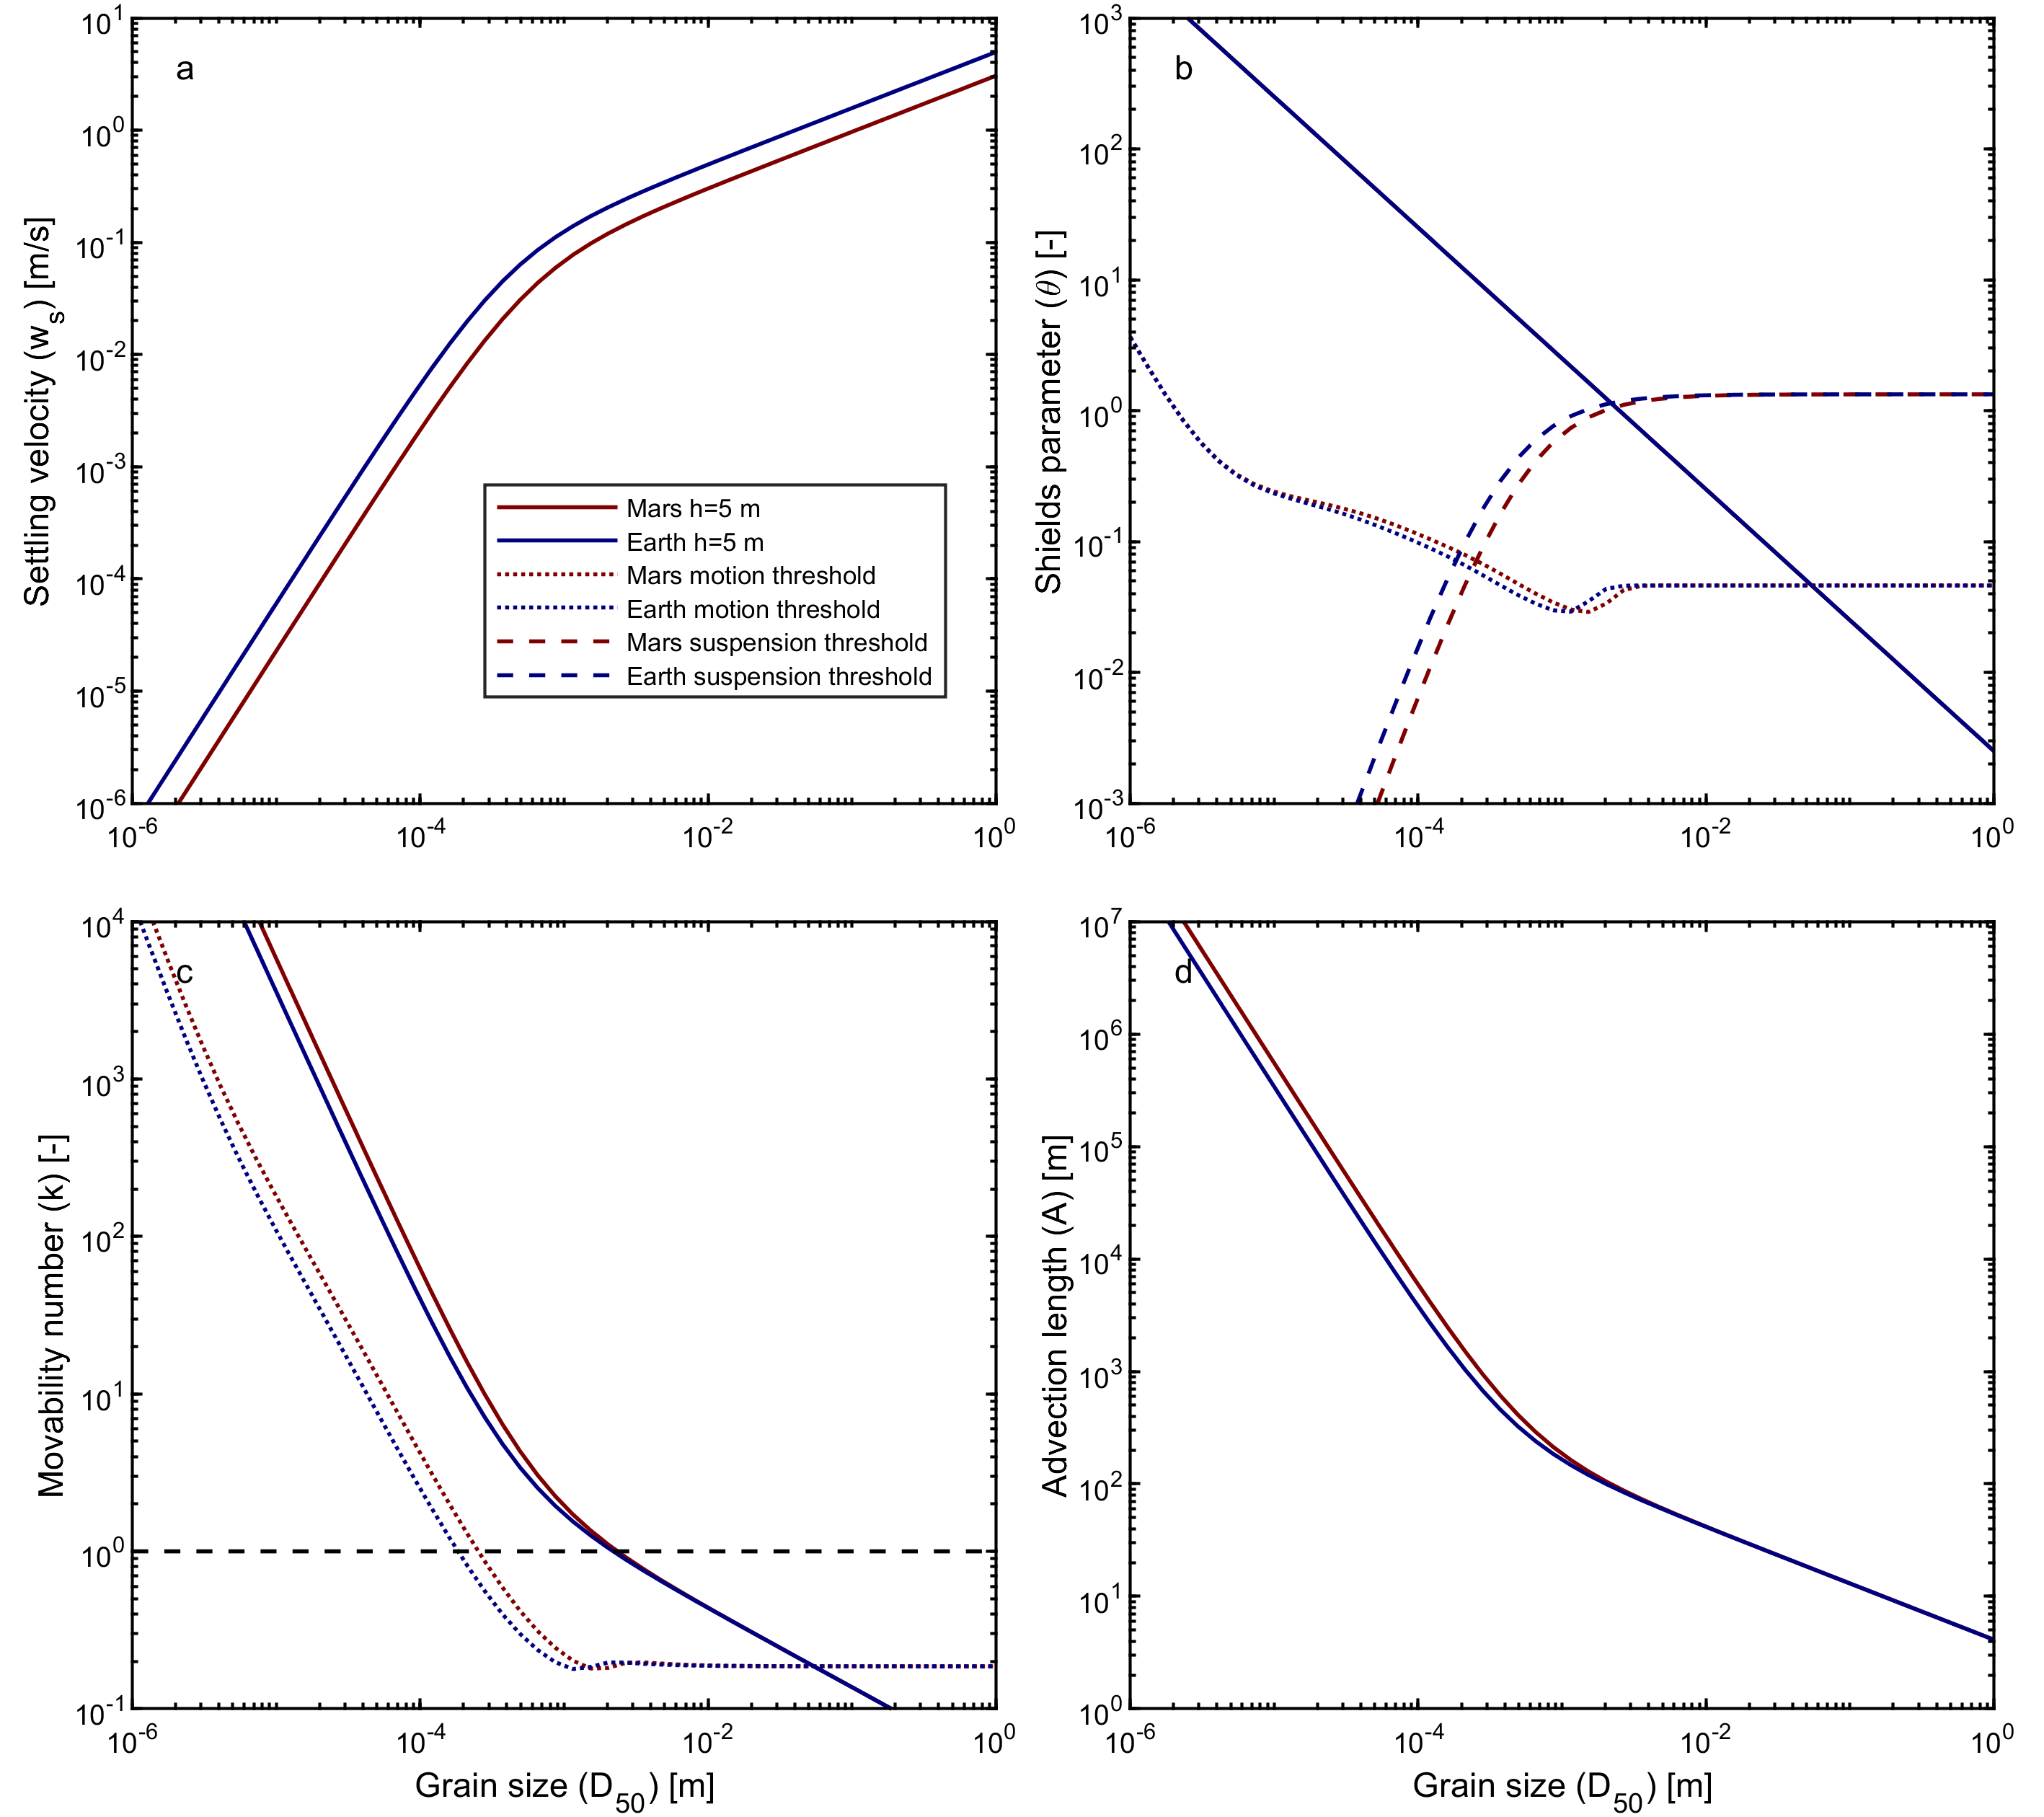 a
Settling velocity (w_s) [m/s]
10^1
10^0
10^-1
10^-2
10^-3
10^-4
10^-5
10^-6
10^-6 10^-4 10^-2 10^0
Mars h=5 m
Earth h=5 m
Mars motion threshold
Earth motion threshold
Mars suspension threshold
Earth suspension threshold
b
Shields parameter (θ) [-]
10^3
10^2
10^1
10^0
10^-1
10^-2
10^-3
10^-6 10^-4 10^-2 10^0
c
Movability number (k) [-]
10^4
10^3
10^2
10^1
10^0
10^-1
10^-6 10^-4 10^-2 10^0
Grain size (D_50) [m]
d
Advection length (A) [m]
10^7
10^6
10^5
10^4
10^3
10^2
10^1
10^0
10^-6 10^-4 10^-2 10^0
Grain size (D_50) [m]